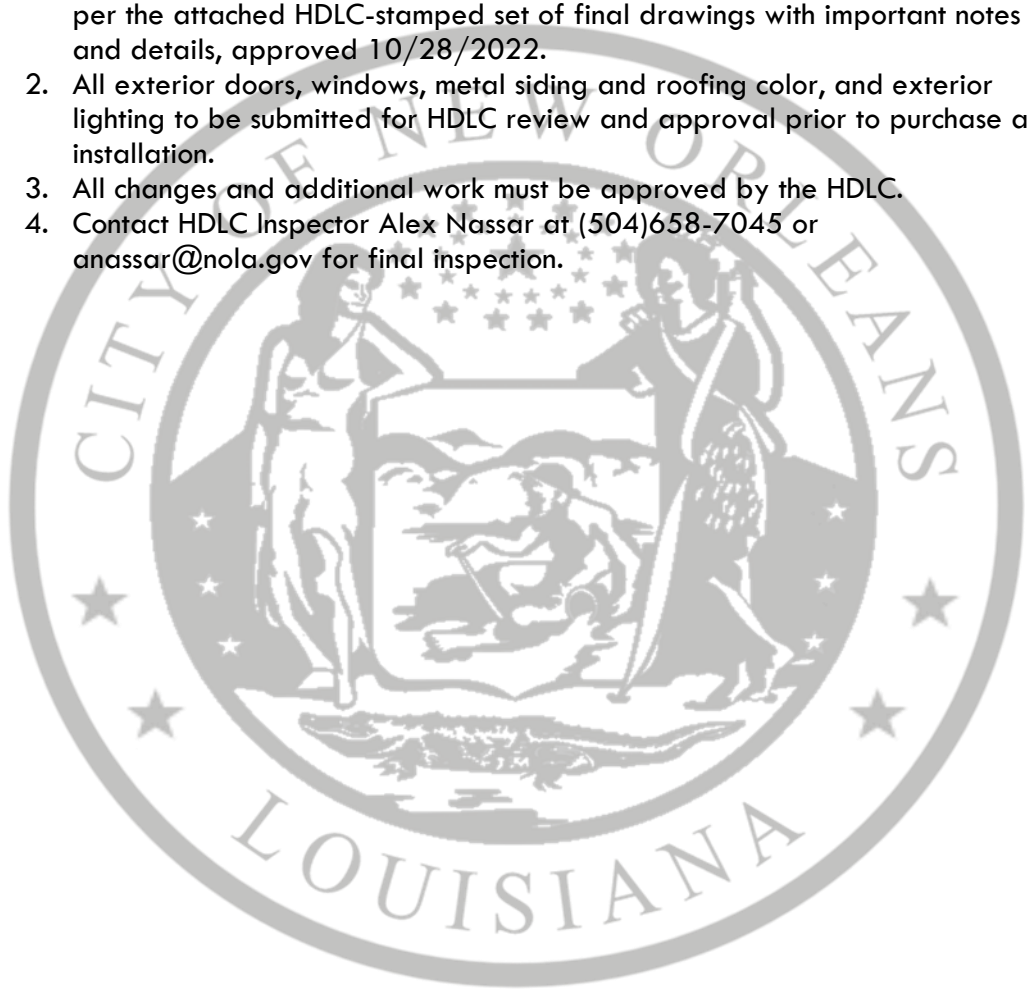 per the attached HDLC-stamped set of final drawings with important notes
and details, approved 10/28/2022.
2. All exterior doors, windows, metal siding and roofing color, and exterior
lighting to be submitted for HDLC review and approval prior to purchase a
installation.
3. All changes and additional work must be approved by the HDLC.
4. Contact HDLC Inspector Alex Nassar at (504)658-7045 or
anassar@nola.gov for final inspection.
CITY OF NEW ORLEANS
LOUISIANA